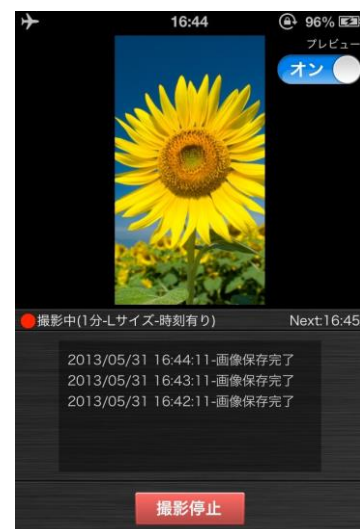 16:44
96%
プレビュー
オン
撮影中(1分-Lサイズ-時刻有り)
Next:16:45
2013/05/31 16:44:11-画像保存完了
2013/05/31 16:43:11-画像保存完了
2013/05/31 16:42:11-画像保存完了
撮影停止